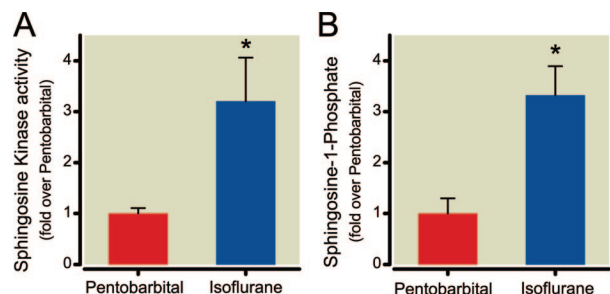 A
Sphingosine Kinase activity
(fold over Pentobarbital)
4
3
2
1
0
*
Pentobarbital
Isoflurane
B
Sphingosine-1-Phosphate
(fold over Pentobarbital)
4
3
2
1
0
*
Pentobarbital
Isoflurane